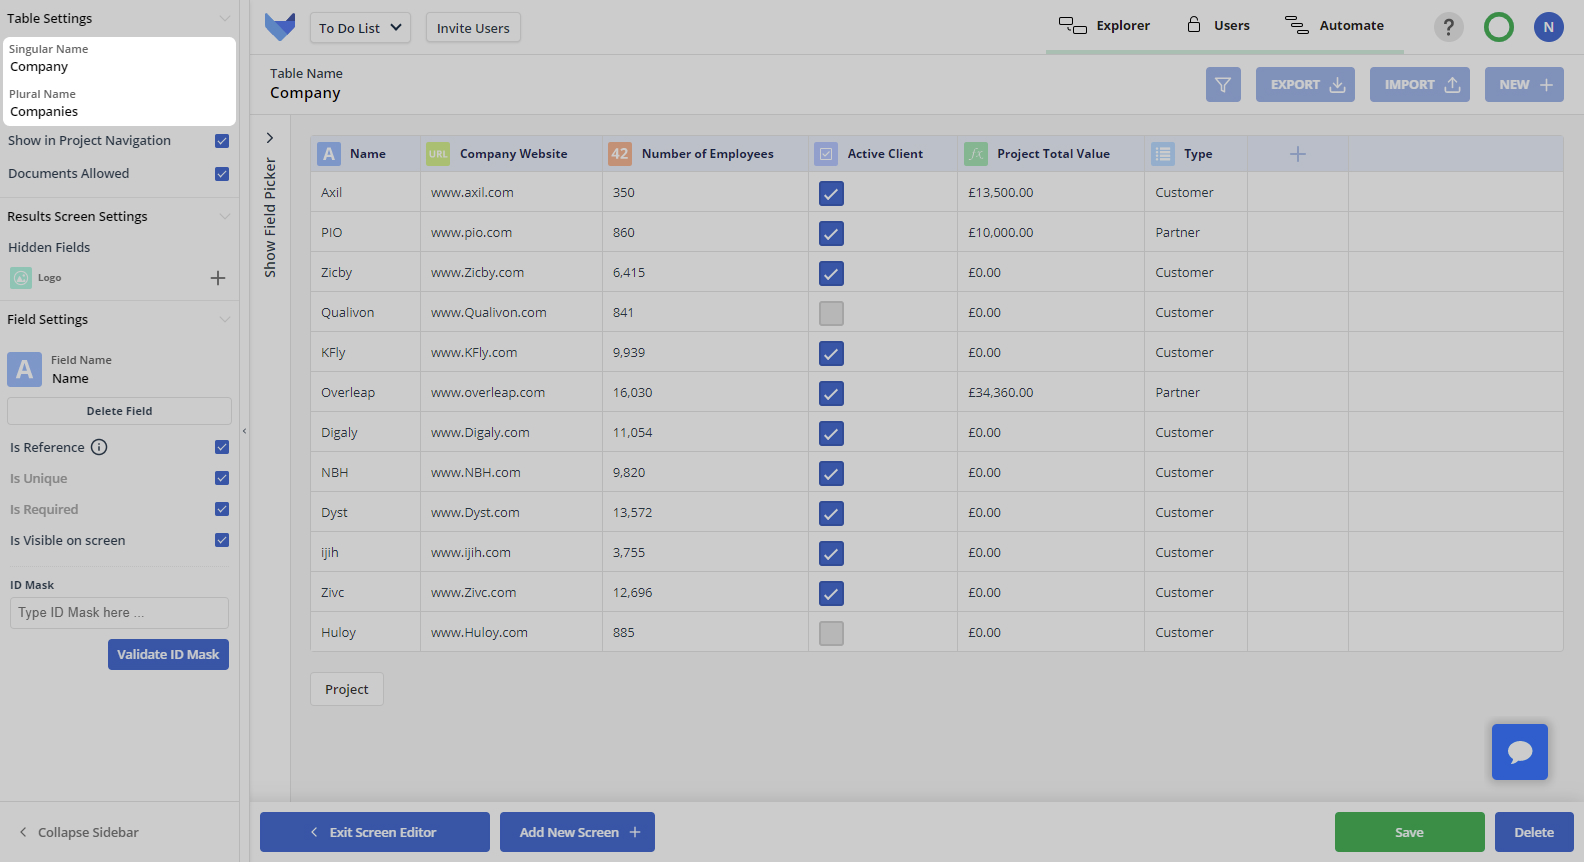 Table Settings
Singular Name
Company
Plural Name
Companies
Show in Project Navigation
Documents Allowed
Results Screen Settings
Hidden Fields
Logo
Field Settings
A
Field Name
Name
Delete Field
Is Reference i
Is Unique
Is Required
Is Visible on screen
ID Mask
Type ID Mask here ...
Validate ID Mask
Collapse Sidebar
To Do List
Invite Users
Explorer
Users
Automate
?
N
Table Name
Company
EXPORT
IMPORT
NEW +
Show Field Picker
A Name URL Company Website 42 Number of Employees Active Client fx Project Total Value Type +
Axil www.axil.com 350 £13,500.00 Customer
PIO www.pio.com 860 £10,000.00 Partner
Zicby www.Zicby.com 6,415 £0.00 Customer
Qualivon www.Qualivon.com 841 £0.00 Customer
KFly www.KFly.com 9,939 £0.00 Customer
Overleap www.overleap.com 16,030 £34,360.00 Partner
Digaly www.Digaly.com 11,054 £0.00 Customer
NBH www.NBH.com 9,820 £0.00 Customer
Dyst www.Dyst.com 13,572 £0.00 Customer
ijih www.ijih.com 3,755 £0.00 Customer
Zivc www.Zivc.com 12,696 £0.00 Customer
Huloy www.Huloy.com 885 £0.00 Customer
Project
Exit Screen Editor
Add New Screen +
Save
Delete